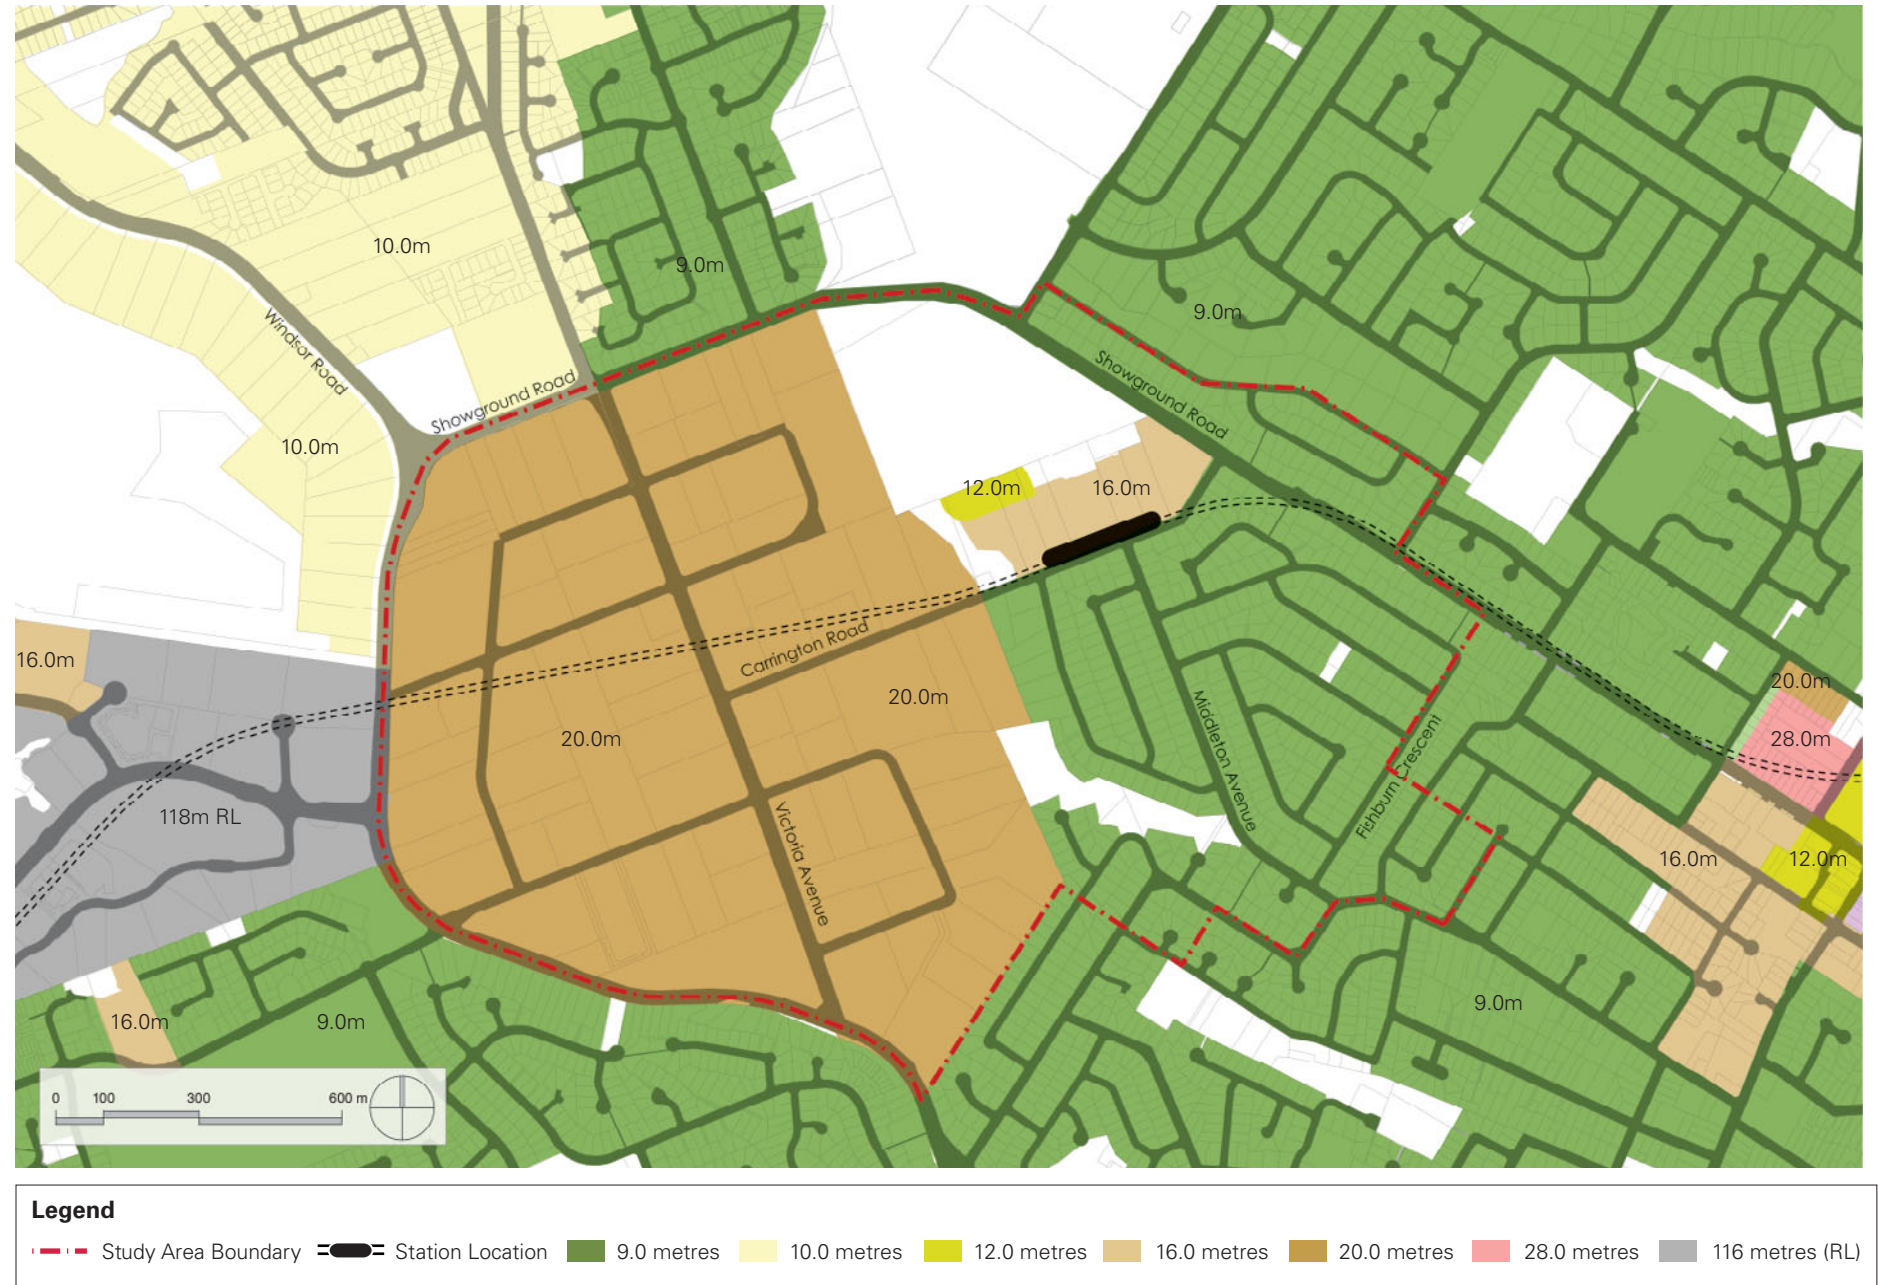 10.0m
9.0m
9.0m
Windsor Road
Showground Road
Showground Road
10.0m
12.0m
16.0m
Carrington Road
16.0m
20.0m
20.0m
Middleton Avenue
Fishburn Crescent
20.0m
28.0m
118m RL
Victoria Avenue
16.0m
12.0m
16.0m
9.0m
9.0m
0 100 300 600 m
Legend
Study Area Boundary Station Location 9.0 metres 10.0 metres 12.0 metres 16.0 metres 20.0 metres 28.0 metres 116 metres (RL)